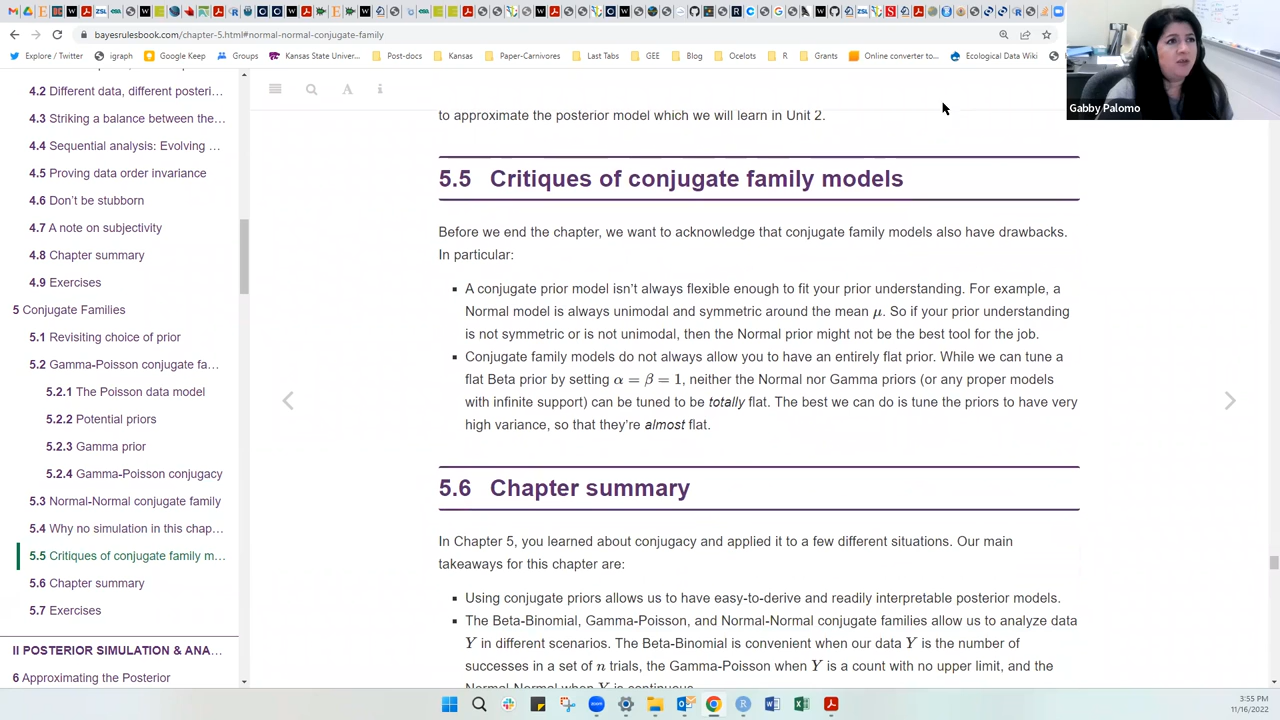 bayesrulesbook.com/chapter-5.html#normal-normal-conjugate-family
Explore / Twitter
igraph
Google Keep
Groups
Kansas State Univer...
Post-docs
Kansas
Paper-Carnivores
Last Tabs
GEE
Blog
Ocelots
R
Grants
Online converter to...
Ecological Data Wiki
Gabby Palomo
4.2 Different data, different posteri...
4.3 Striking a balance between the...
4.4 Sequential analysis: Evolving ...
4.5 Proving data order invariance
4.6 Don't be stubborn
4.7 A note on subjectivity
4.8 Chapter summary
4.9 Exercises
5 Conjugate Families
5.1 Revisiting choice of prior
5.2 Gamma-Poisson conjugate fa...
5.2.1 The Poisson data model
5.2.2 Potential priors
5.2.3 Gamma prior
5.2.4 Gamma-Poisson conjugacy
5.3 Normal-Normal conjugate family
5.4 Why no simulation in this chap...
5.5 Critiques of conjugate family m...
5.6 Chapter summary
5.7 Exercises
II POSTERIOR SIMULATION & ANA...
6 Approximating the Posterior
to approximate the posterior model which we will learn in Unit 2.
5.5 Critiques of conjugate family models
Before we end the chapter, we want to acknowledge that conjugate family models also have drawbacks.
In particular:
▪ A conjugate prior model isn't always flexible enough to fit your prior understanding. For example, a
Normal model is always unimodal and symmetric around the mean μ. So if your prior understanding
is not symmetric or is not unimodal, then the Normal prior might not be the best tool for the job.
▪ Conjugate family models do not always allow you to have an entirely flat prior. While we can tune a
flat Beta prior by setting α = β = 1, neither the Normal nor Gamma priors (or any proper models
with infinite support) can be tuned to be totally flat. The best we can do is tune the priors to have very
high variance, so that they're almost flat.
5.6 Chapter summary
In Chapter 5, you learned about conjugacy and applied it to a few different situations. Our main
takeaways for this chapter are:
▪ Using conjugate priors allows us to have easy-to-derive and readily interpretable posterior models.
▪ The Beta-Binomial, Gamma-Poisson, and Normal-Normal conjugate families allow us to analyze data
Y in different scenarios. The Beta-Binomial is convenient when our data Y is the number of
successes in a set of n trials, the Gamma-Poisson when Y is a count with no upper limit, and the
Normal-Normal when Y is continuous.
3:55 PM
11/16/2022